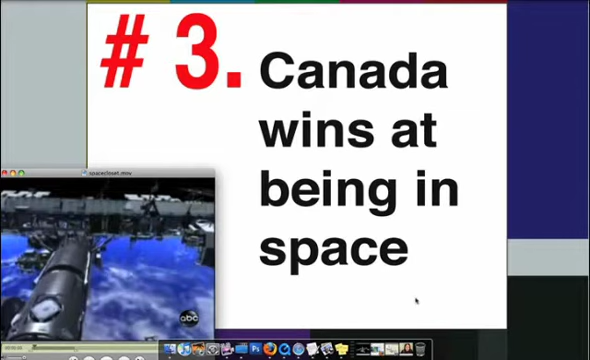 # 3. Canada
wins at
being in
space
spacecloset.mov
abc